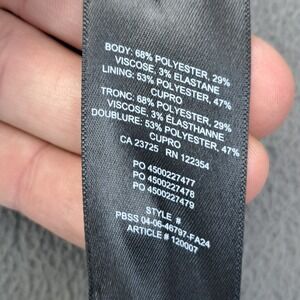 BODY: 68% POLYESTER, 29%
VISCOSE, 3% ELASTANE
LINING: 53% POLYESTER, 47%
CUPRO
TRONC: 68% POLYESTER, 29%
VISCOSE, 3% ÉLASTHANNE
DOUBLURE: 53% POLYESTER, 47%
CUPRO
CA 23725 RN 122354
PO 4500227477
PO 4500227478
PO 4500227479
STYLE #
PBSS 04-06-46797-FA24
ARTICLE # 120007